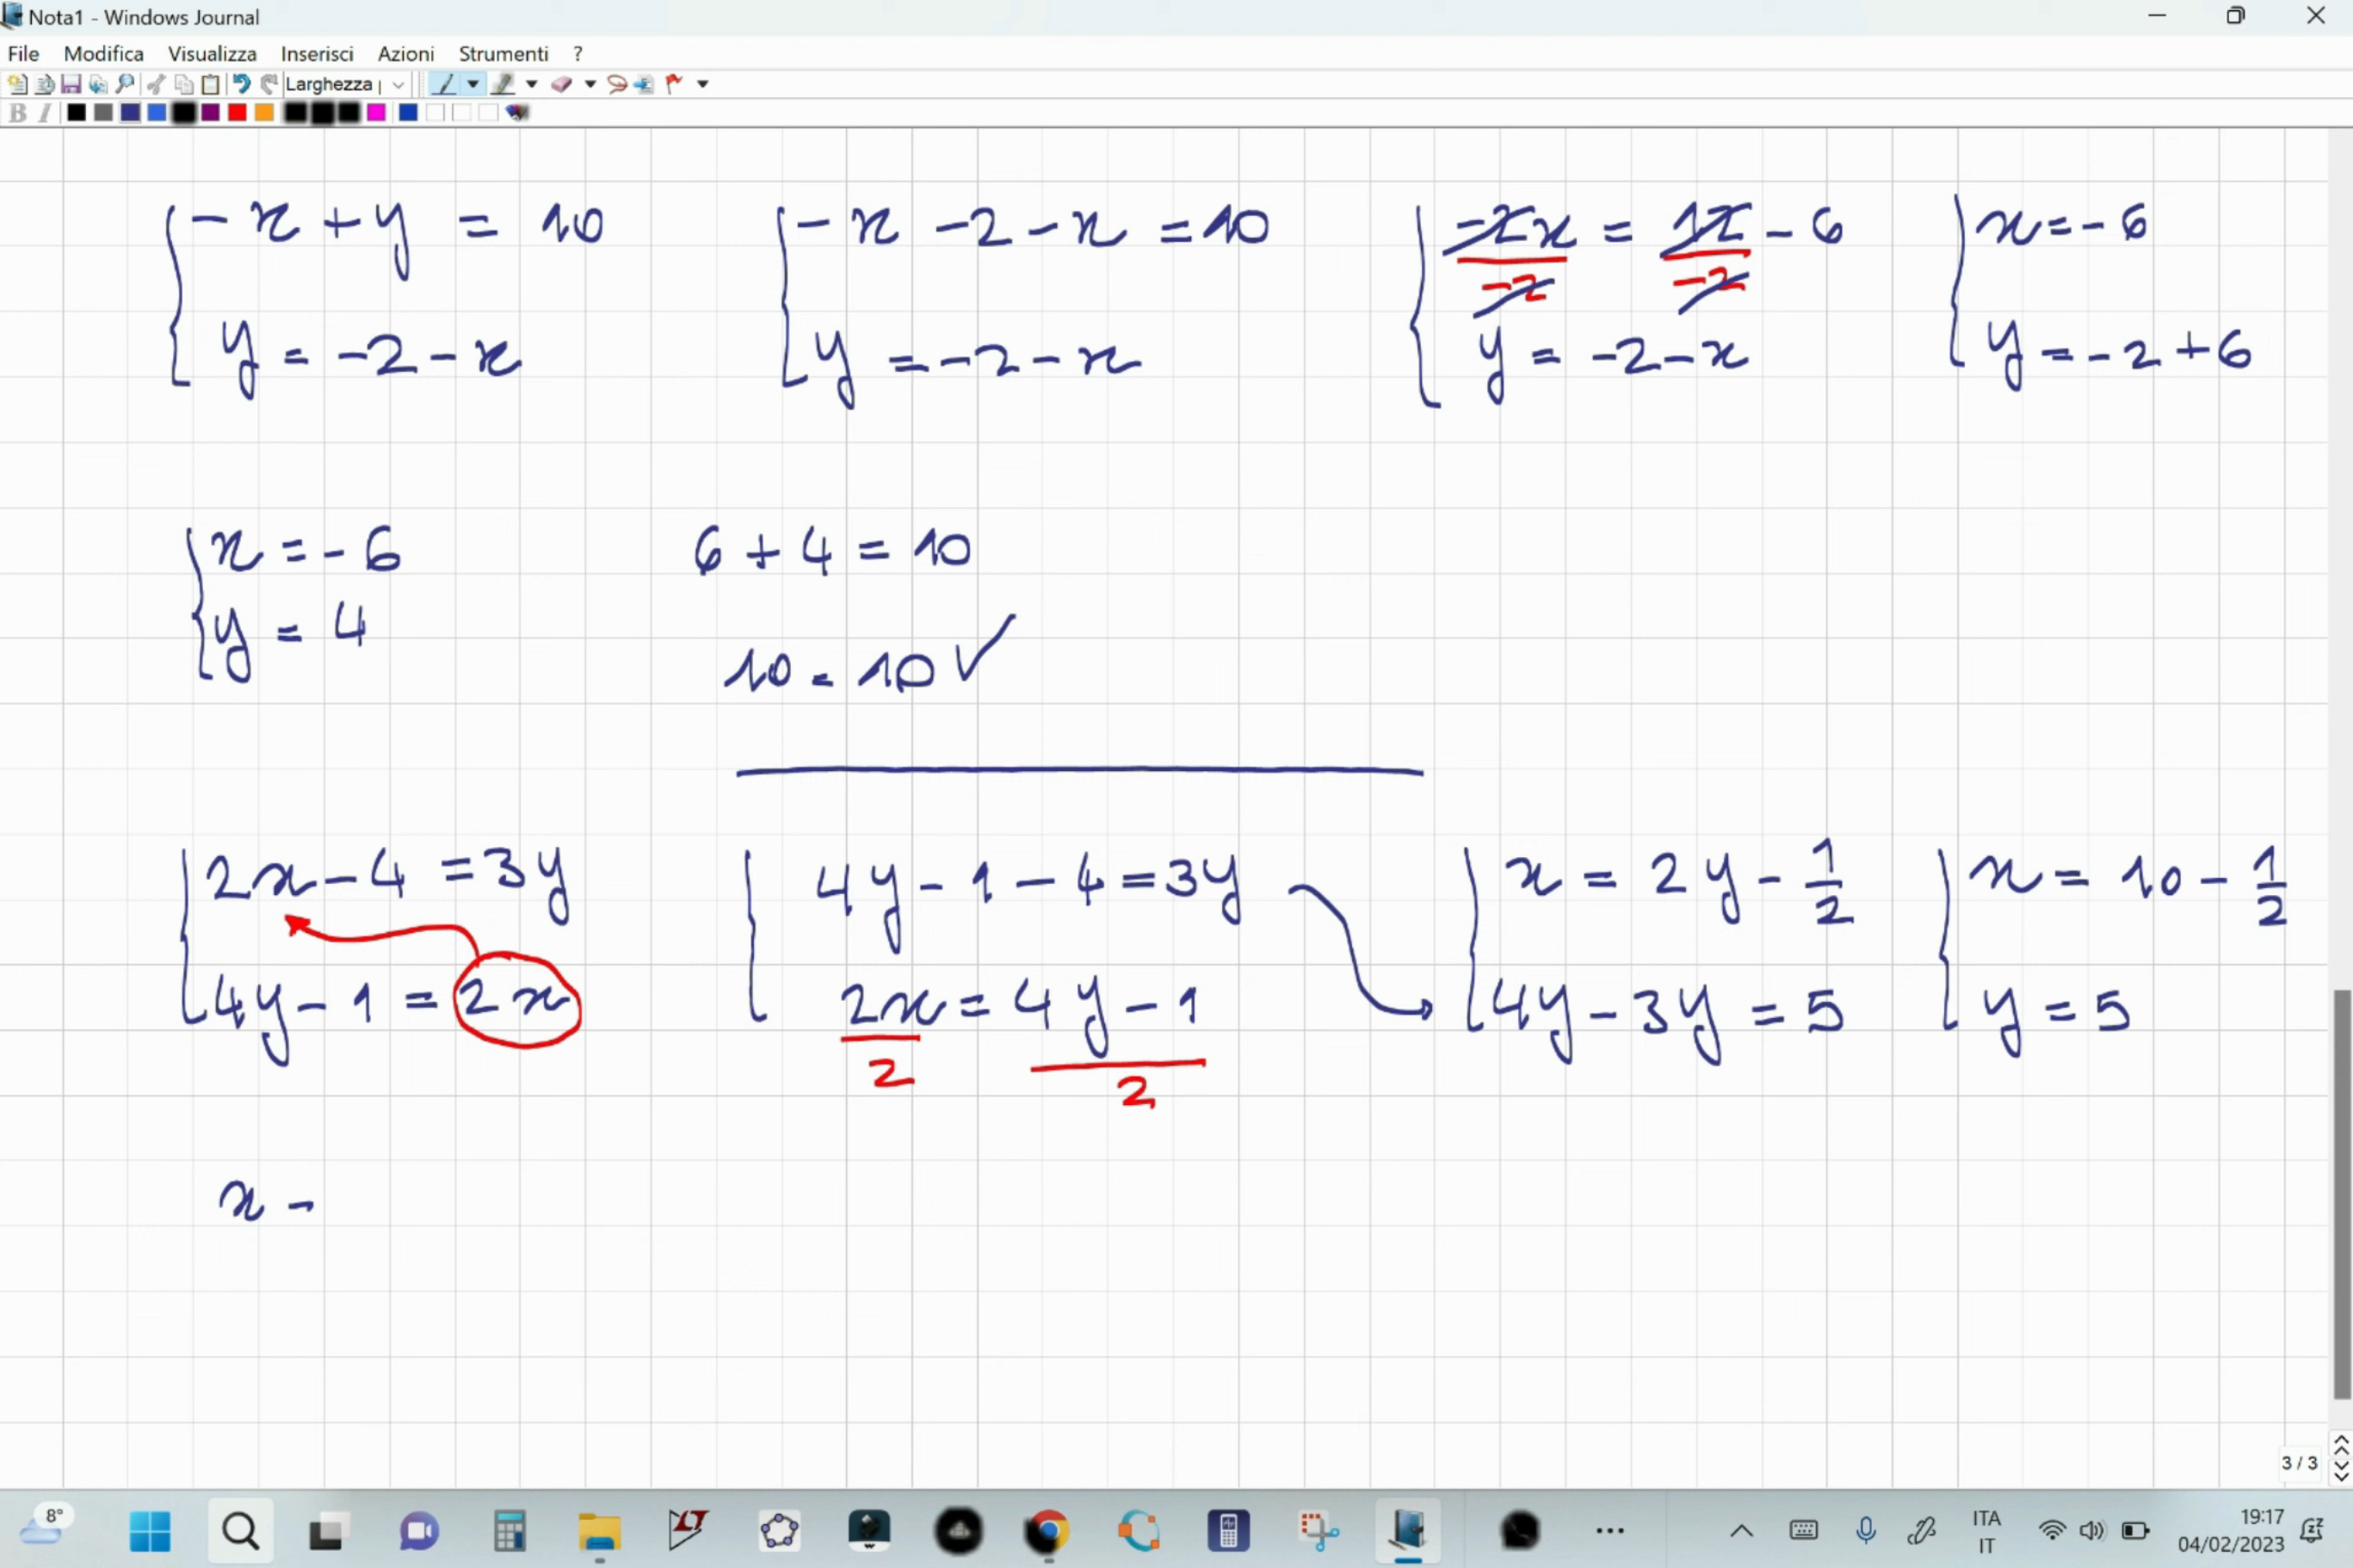 Nota1 - Windows Journal
File Modifica Visualizza Inserisci Azioni Strumenti ?
Larghezza
B I
-x + y = 10
-x -2 -x = 10
-2x = 12 -6
x = -6
-2 -2
y = -2 - x
y = -2 - x
y = -2 - x
y = -2 + 6
x = -6
6 + 4 = 10
y = 4
10 = 10 ✓
2x - 4 = 3y
4y - 1 - 4 = 3y
x = 2y - 1/2
x = 10 - 1/2
4y - 1 = 2x
2x = 4y - 1
4y - 3y = 5
y = 5
2 2
x -
3 / 3
8°
LT
ITA
IT
19:17
04/02/2023